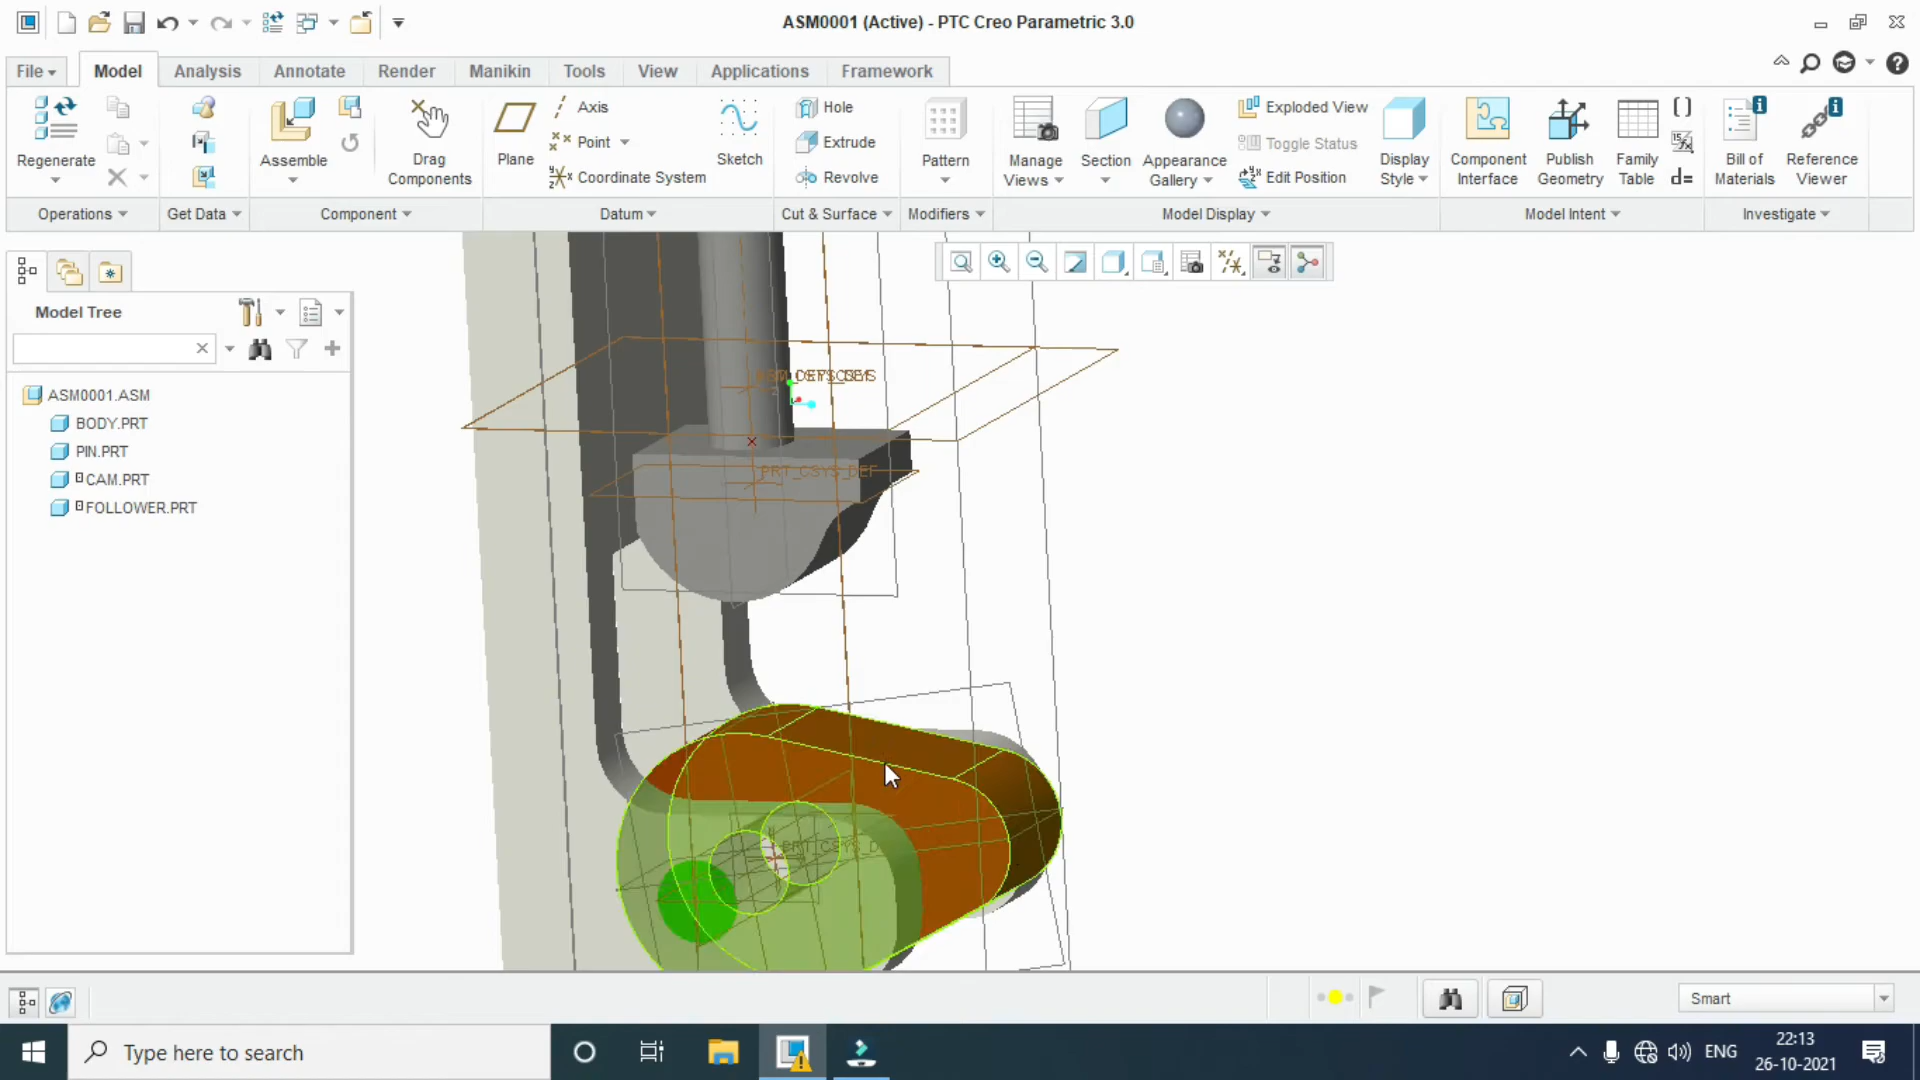 ASM0001 (Active) - PTC Creo Parametric 3.0
File
Model
Analysis
Annotate
Render
Manikin
Tools
View
Applications
Framework
Regenerate
Assemble
Drag
Components
Plane
Axis
Point
Coordinate System
Sketch
Hole
Extrude
Revolve
Pattern
Manage
Views
Section
Appearance
Gallery
Exploded View
Toggle Status
Edit Position
Display
Style
Component
Interface
Publish
Geometry
Family
Table
Bill of
Materials
Reference
Viewer
Operations
Get Data
Component
Datum
Cut & Surface
Modifiers
Model Display
Model Intent
Investigate
Model Tree
ASM0001.ASM
BODY.PRT
PIN.PRT
CAM.PRT
FOLLOWER.PRT
PRT_CSYS_DEF
PRT_CSYS_D
Smart
Type here to search
ENG
22:13
26-10-2021